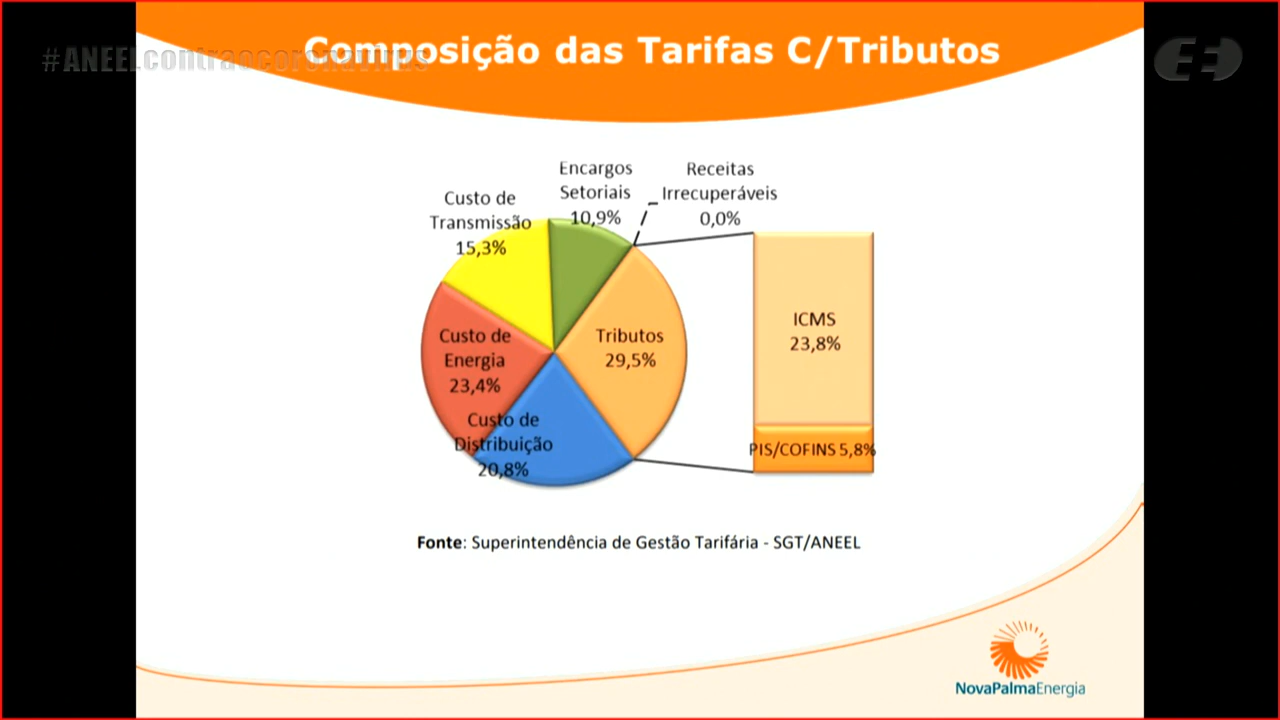 #ANEELcontraocoronavírus
Composição das Tarifas C/Tributos
Encargos
Setoriais
10,9%
Receitas
Irrecuperáveis
0,0%
Custo de
Transmissão
15,3%
ICMS
23,8%
Custo de
Energia
23,4%
Tributos
29,5%
Custo de
Distribuição
20,8%
PIS/COFINS 5,8%
Fonte: Superintendência de Gestão Tarifária - SGT/ANEEL
NovaPalmaEnergia